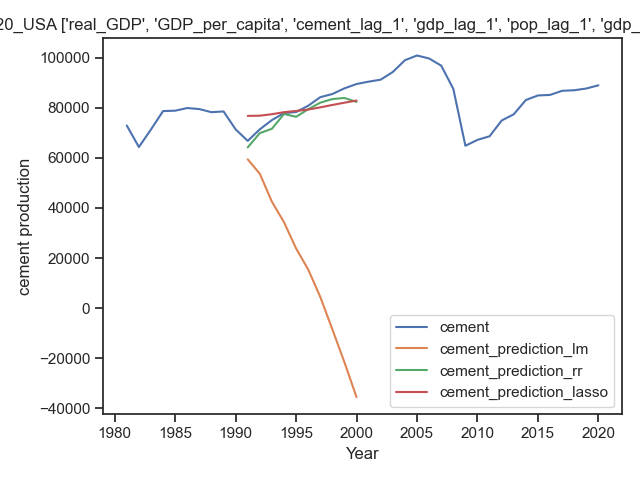 20_USA ['real_GDP', 'GDP_per_capita', 'cement_lag_1', 'gdp_lag_1', 'pop_lag_1', 'gdp_
100000
80000
60000
40000
20000
0
−20000
−40000
cement production
1980 1985 1990 1995 2000 2005 2010 2015 2020
Year
cement
cement_prediction_lm
cement_prediction_rr
cement_prediction_lasso